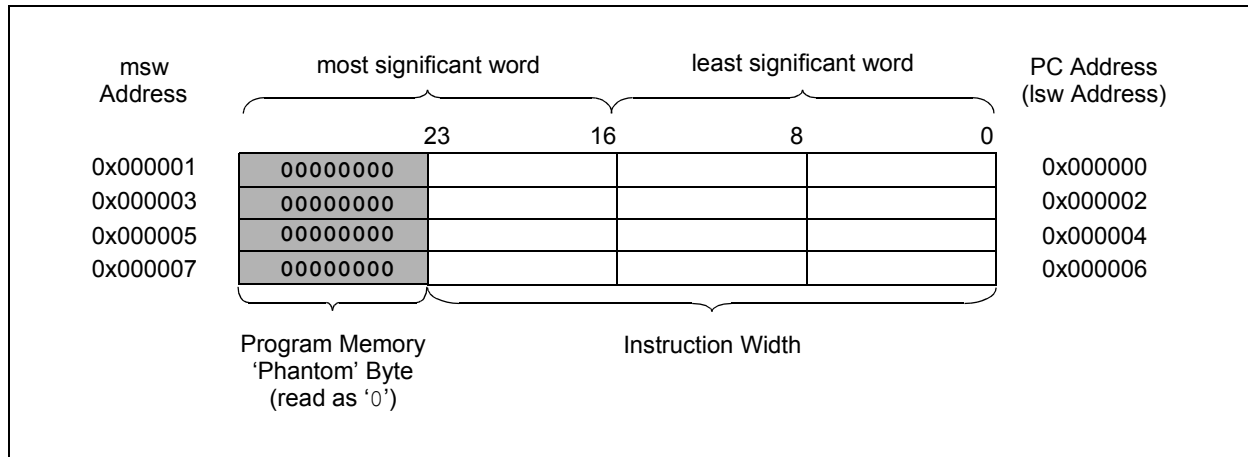 msw
Address
most significant word
least significant word
PC Address
(lsw Address)
23 16 8 0
0x000001 00000000 0x000000
0x000003 00000000 0x000002
0x000005 00000000 0x000004
0x000007 00000000 0x000006
Program Memory
‘Phantom’ Byte
(read as ‘0’)
Instruction Width